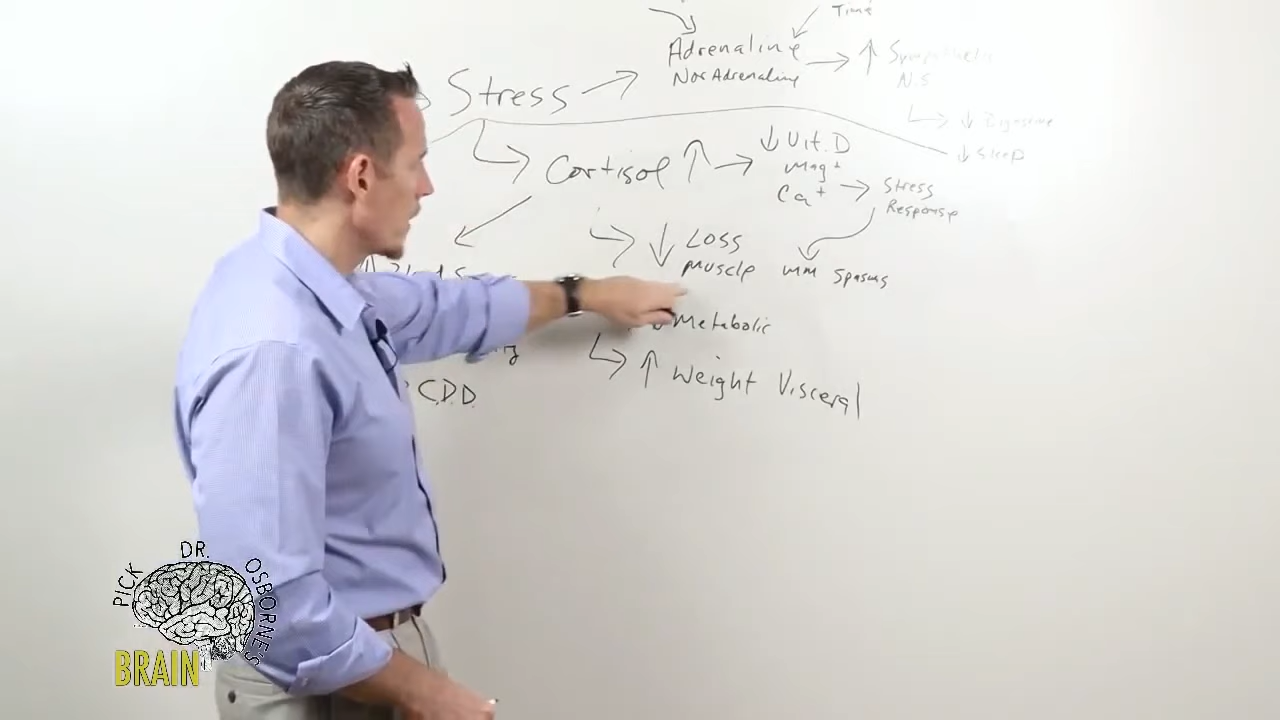 Time
Adrenaline → ↑ Sympathetic
Nor Adrenaline
N.S
Stress →
↓ Digestive
↓ Sleep
Cortisol ↑ → ↓ Vit. D
Mag+
Ca+ → Stress
Response
↓ Loss
Muscle
mm Spasms
↓ Metabolic
↑ Weight Visceral
C.D.D.
PICK DR. OSBORNE'S
BRAIN